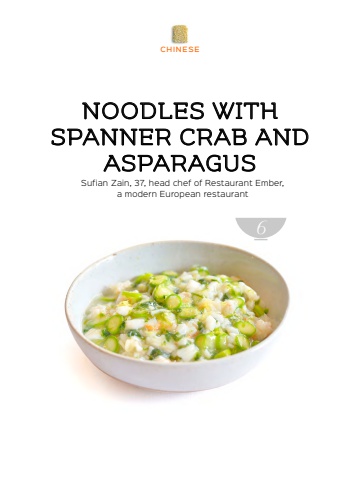 CHINESE
NOODLES WITH
SPANNER CRAB AND
ASPARAGUS
Sufian Zain, 37, head chef of Restaurant Ember,
a modern European restaurant
6